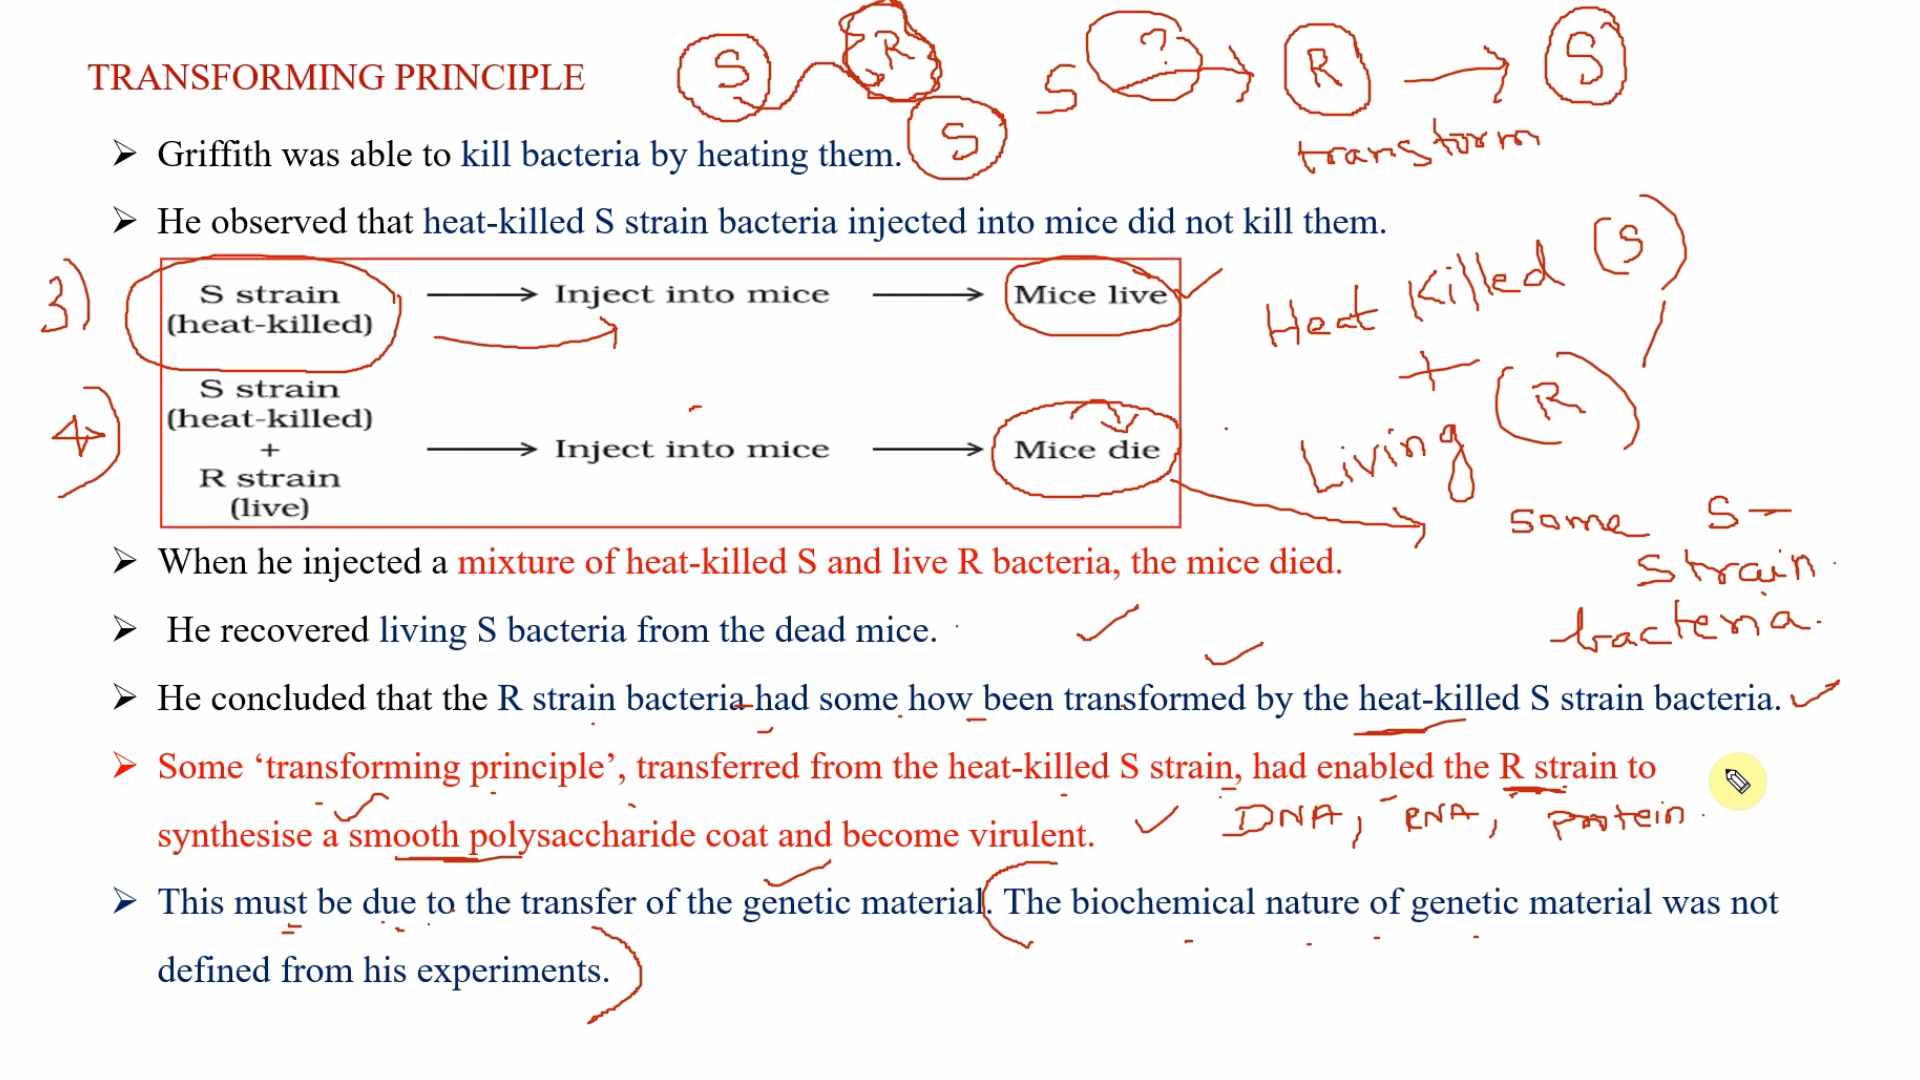 S R S ? R S
TRANSFORMING PRINCIPLE
S
transform
➢ Griffith was able to kill bacteria by heating them.
➢ He observed that heat-killed S strain bacteria injected into mice did not kill them.
3) S strain → Inject into mice → Mice live
(heat-killed)
Heat Killed (S)
+
4) S strain
(heat-killed)
+ → Inject into mice → Mice die
R strain
(live)
Living (R)
some S-
strain
bacteria.
➢ When he injected a mixture of heat-killed S and live R bacteria, the mice died.
➢ He recovered living S bacteria from the dead mice.
➢ He concluded that the R strain bacteria had some how been transformed by the heat-killed S strain bacteria.
➢ Some ‘transforming principle’, transferred from the heat-killed S strain, had enabled the R strain to
synthesise a smooth polysaccharide coat and become virulent.
DNA, RNA, Protein.
➢ This must be due to the transfer of the genetic material. The biochemical nature of genetic material was not
defined from his experiments.